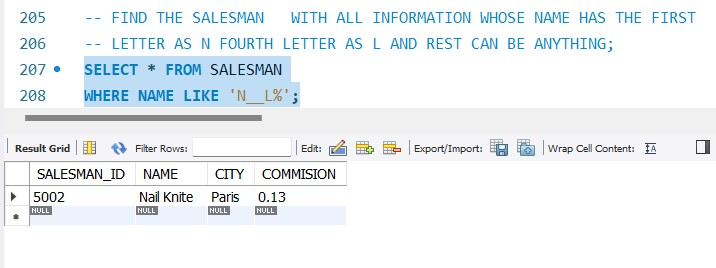 205 -- FIND THE SALESMAN   WITH ALL INFORMATION WHOSE NAME HAS THE FIRST
206 -- LETTER AS N FOURTH LETTER AS L AND REST CAN BE ANYTHING;
207 SELECT * FROM SALESMAN
208 WHERE NAME LIKE 'N__L%';
Result Grid Filter Rows: Edit: Export/Import: Wrap Cell Content: IA
SALESMAN_ID NAME CITY COMMISION
5002 Nail Knite Paris 0.13
NULL NULL NULL NULL